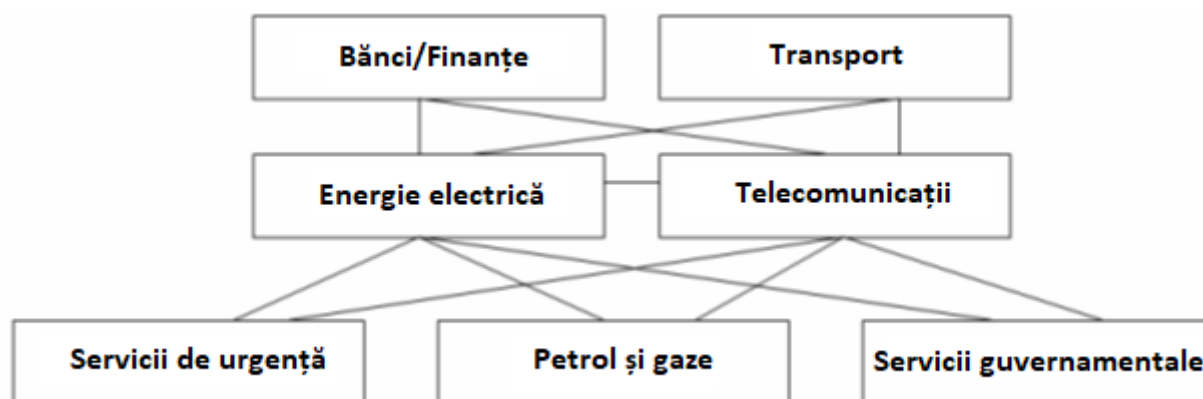 Bănci/Finanțe
Transport
Energie electrică
Telecomunicații
Servicii de urgență
Petrol și gaze
Servicii guvernamentale